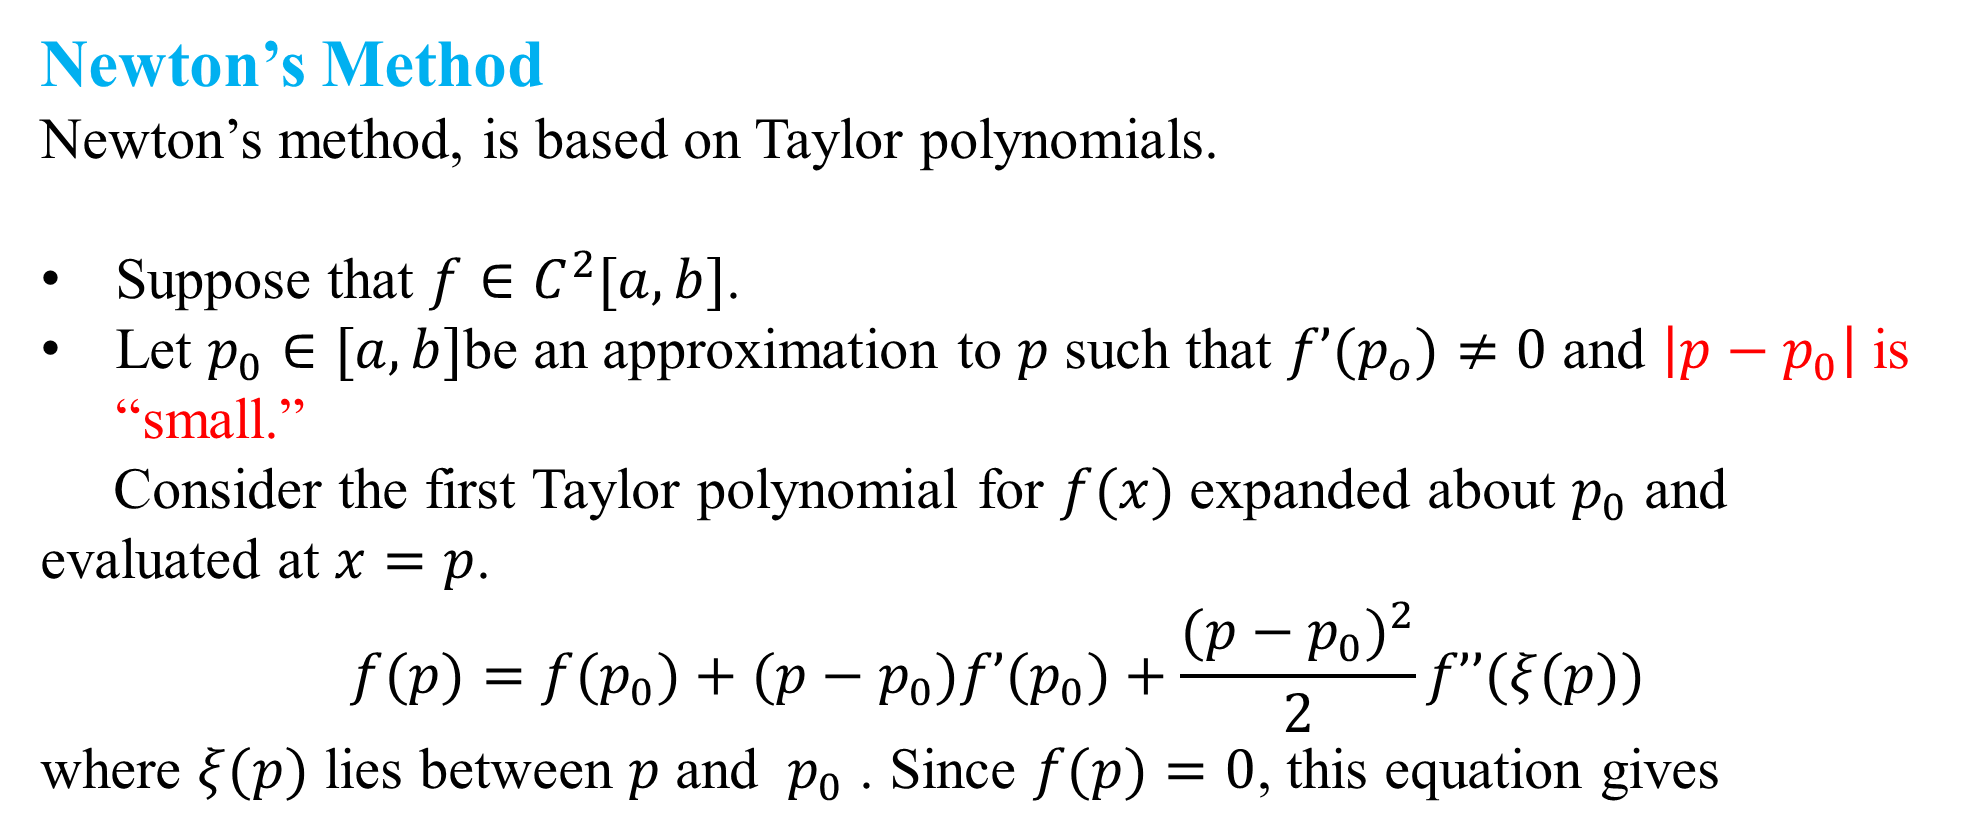 Newton’s Method
Newton’s method, is based on Taylor polynomials.
• Suppose that f ∈ C²[a, b].
• Let p₀ ∈ [a, b]be an approximation to p such that f’(pₒ) ≠ 0 and |p − p₀| is
“small.”
Consider the first Taylor polynomial for f(x) expanded about p₀ and
evaluated at x = p.
f(p) = f(p₀) + (p − p₀)f’(p₀) + (p − p₀)²/2 f’’(ξ(p))
where ξ(p) lies between p and p₀ . Since f(p) = 0, this equation gives